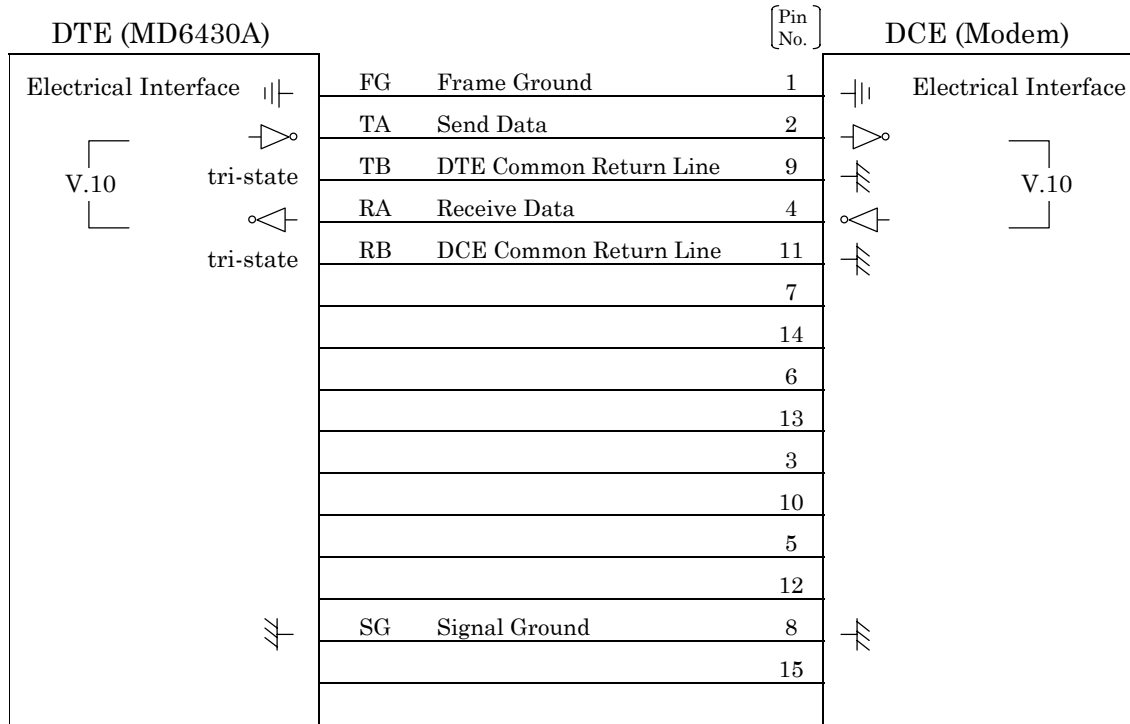 [Pin No.]
DTE (MD6430A) DCE (Modem)
Electrical Interface FG Frame Ground 1 Electrical Interface
TA Send Data 2
V.10 tri-state TB DTE Common Return Line 9 V.10
RA Receive Data 4
tri-state RB DCE Common Return Line 11
7
14
6
13
3
10
5
12
SG Signal Ground 8
15